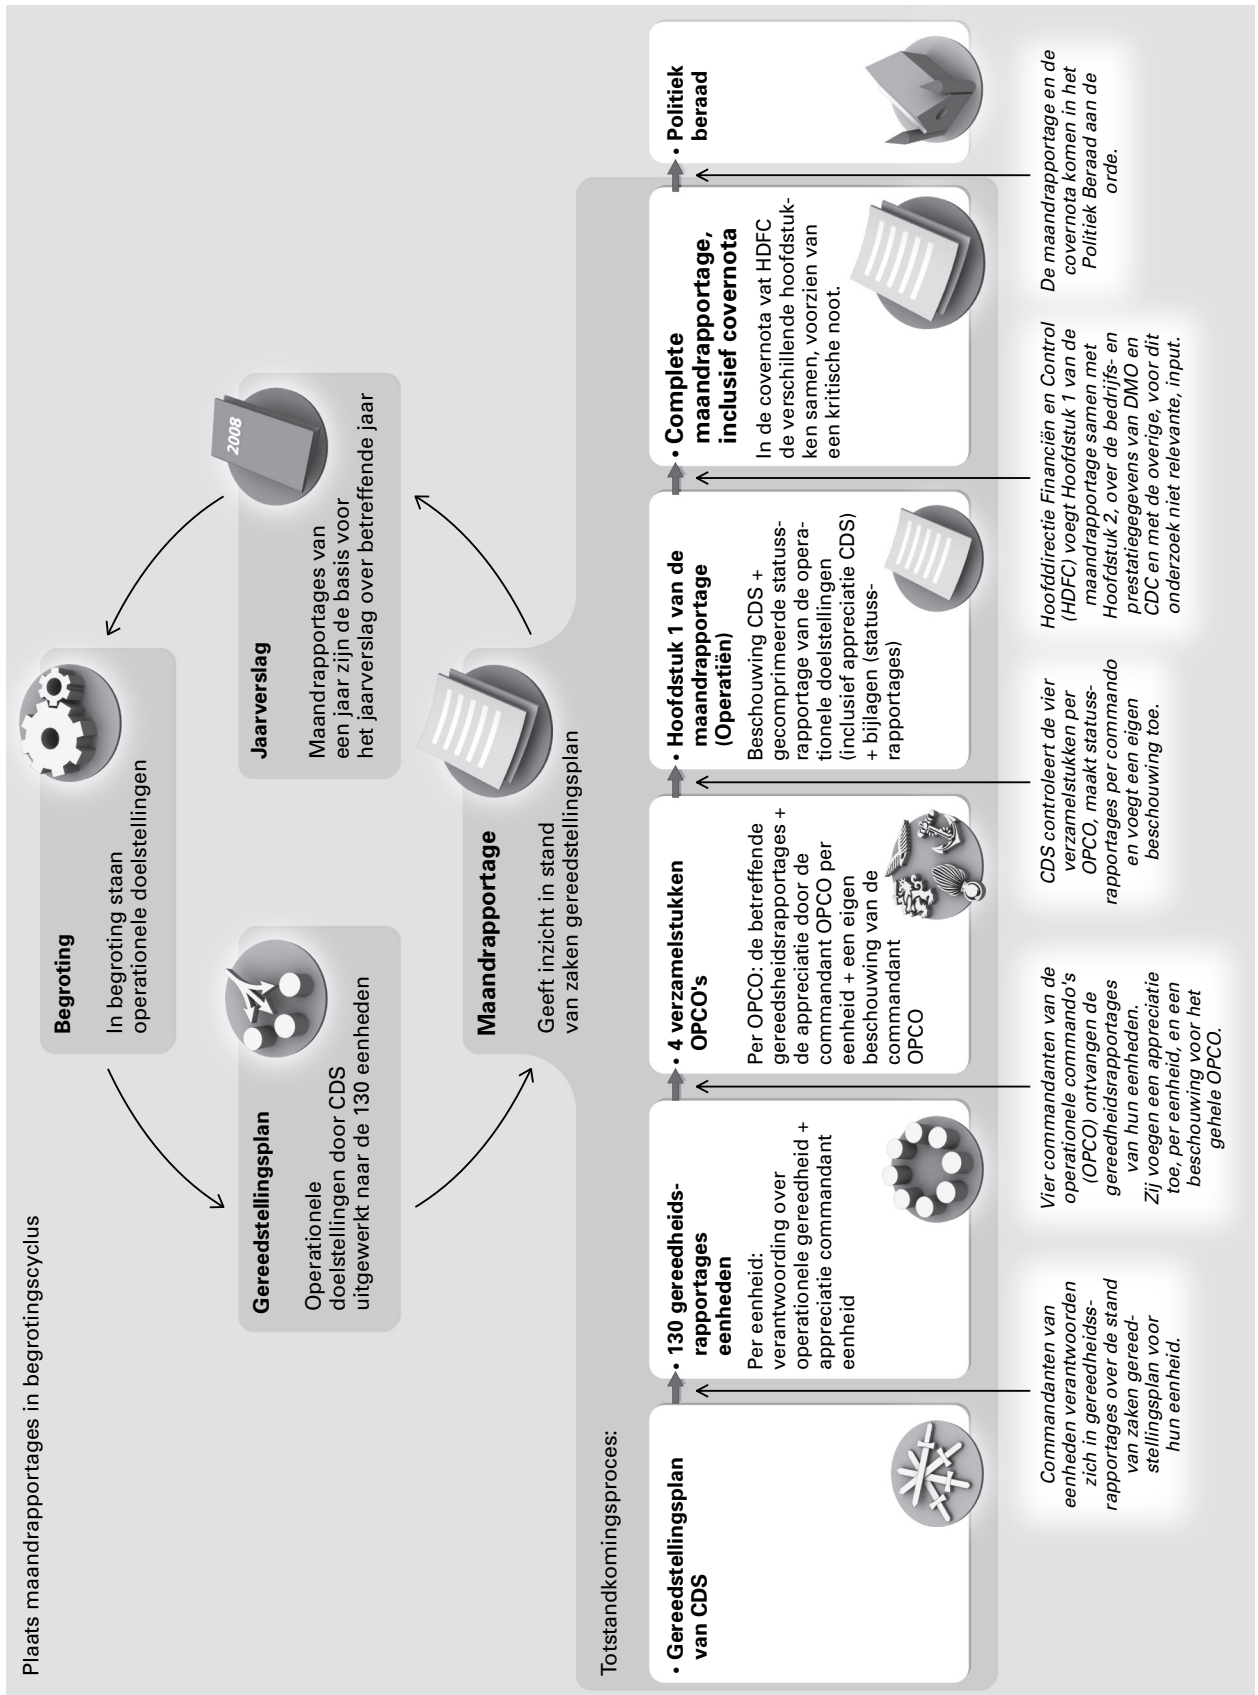 Plaats maandrapportages in begrotingscyclus
Begroting
In begroting staan
operationele doelstellingen
Gereedstellingsplan
Operationele
doelstellingen door CDS
uitgewerkt naar de 130 eenheden
Jaarverslag
Maandrapportages van
een jaar zijn de basis voor
het jaarverslag over betreffende jaar
2008
Maandrapportage
Geeft inzicht in stand
van zaken gereedstellingsplan
Totstandkomingsproces:
• Gereedstellingsplan
van CDS
• 130 gereedheids-
rapportages
eenheden
Per eenheid:
verantwoording over
operationele gereedheid +
appreciatie commandant
eenheid
• 4 verzamelstukken
OPCO's
Per OPCO: de betreffende
gereedsheidsrapportages +
de appreciatie door de
commandant OPCO per
eenheid + een eigen
beschouwing van de
commandant
OPCO
• Hoofdstuk 1 van de
maandrapportage
(Operatiën)
Beschouwing CDS +
gecomprimeerde statuss-
rapportage van de opera-
tionele doelstellingen
(inclusief appreciatie CDS)
+ bijlagen (statuss-
rapportages)
• Complete
maandrapportage,
inclusief covernota
In de covernota vat HDFC
de verschillende hoofdstuk-
ken samen, voorzien van
een kritische noot.
• Politiek
beraad
Commandanten van
eenheden verantwoorden
zich in gereedheidss-
rapportages over de stand
van zaken gereed-
stellingsplan voor
hun eenheid.
Vier commandanten van de
operationele commando's
(OPCO) ontvangen de
gereedheidsrapportages
van hun eenheden.
Zij voegen een appreciatie
toe, per eenheid, en een
beschouwing voor het
gehele OPCO.
CDS controleert de vier
verzamelstukken per
OPCO, maakt statuss-
rapportages per commando
en voegt een eigen
beschouwing toe.
Hoofddirectie Financiën en Control
(HDFC) voegt Hoofdstuk 1 van de
maandrapportage samen met
Hoofdstuk 2, over de bedrijfs- en
prestatiegegevens van DMO en
CDC en met de overige, voor dit
onderzoek niet relevante, input.
De maandrapportage en de
covernota komen in het
Politiek Beraad aan de
orde.